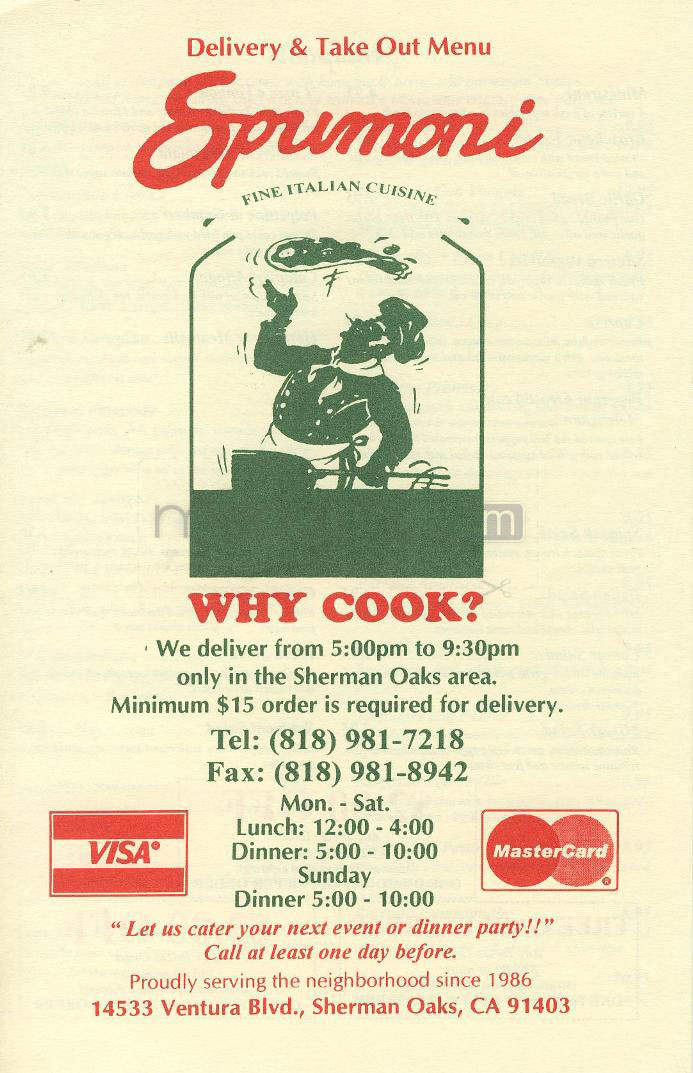 Delivery & Take Out Menu
Spumoni
FINE ITALIAN CUISINE
WHY COOK?
We deliver from 5:00pm to 9:30pm
only in the Sherman Oaks area.
Minimum $15 order is required for delivery.
Tel: (818) 981-7218
Fax: (818) 981-8942
Mon. - Sat.
Lunch: 12:00 - 4:00
Dinner: 5:00 - 10:00
Sunday
Dinner 5:00 - 10:00
VISA®
MasterCard ®
“ Let us cater your next event or dinner party!!”
Call at least one day before.
Proudly serving the neighborhood since 1986
14533 Ventura Blvd., Sherman Oaks, CA 91403